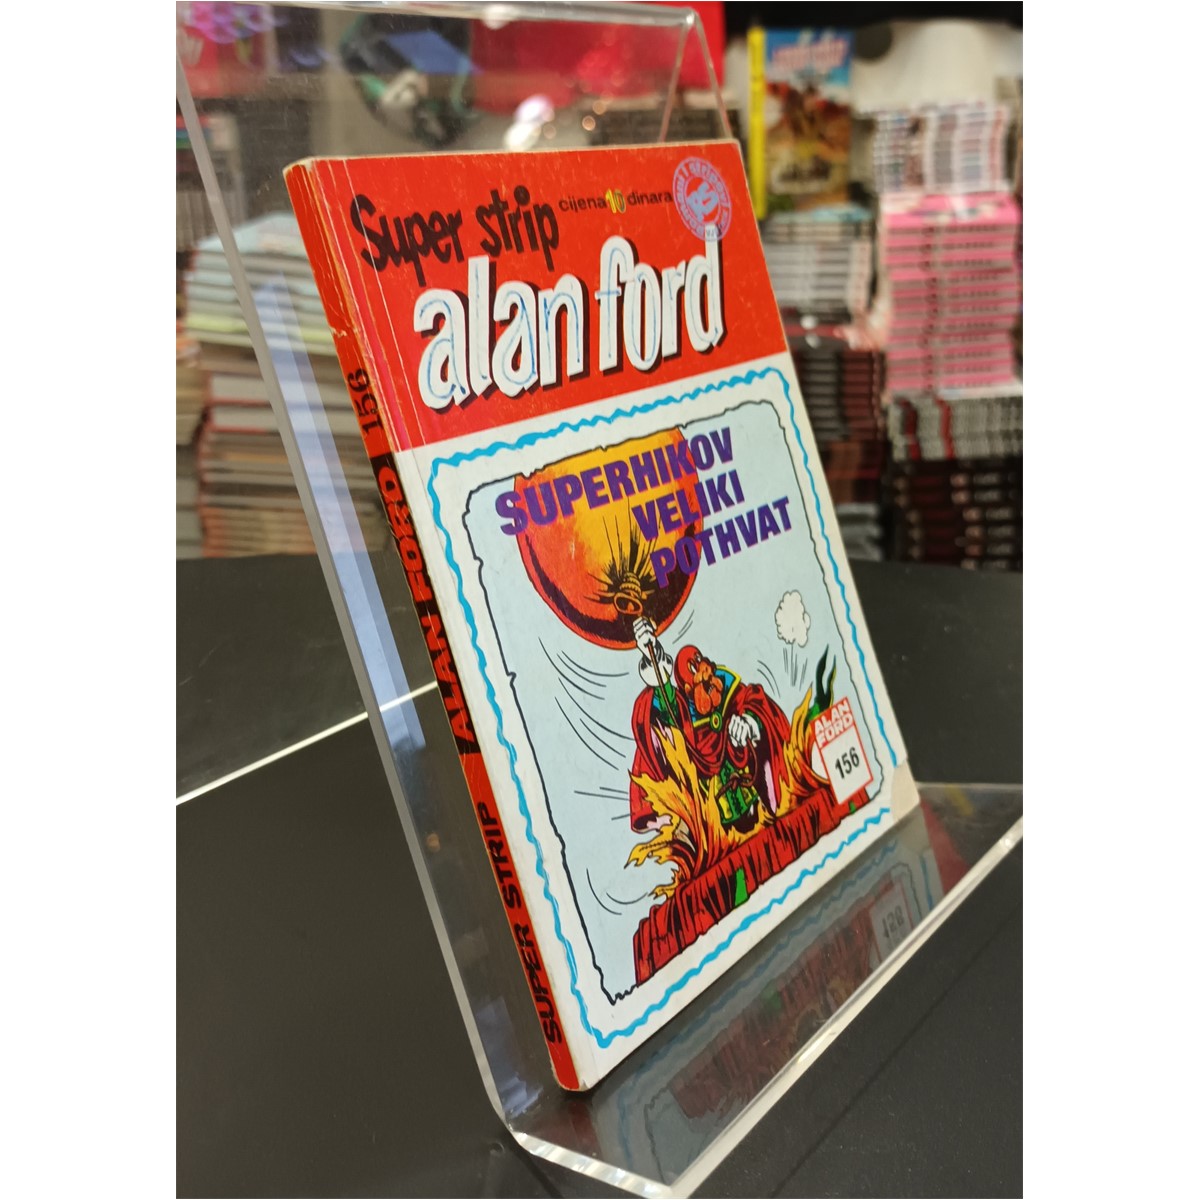 Super strip
cijena 10 dinara
alan ford
SUPERHIKOV
VELIKI
POTHVAT
ALAN
FORD
156
SUPER STRIP ALAN FORD 156